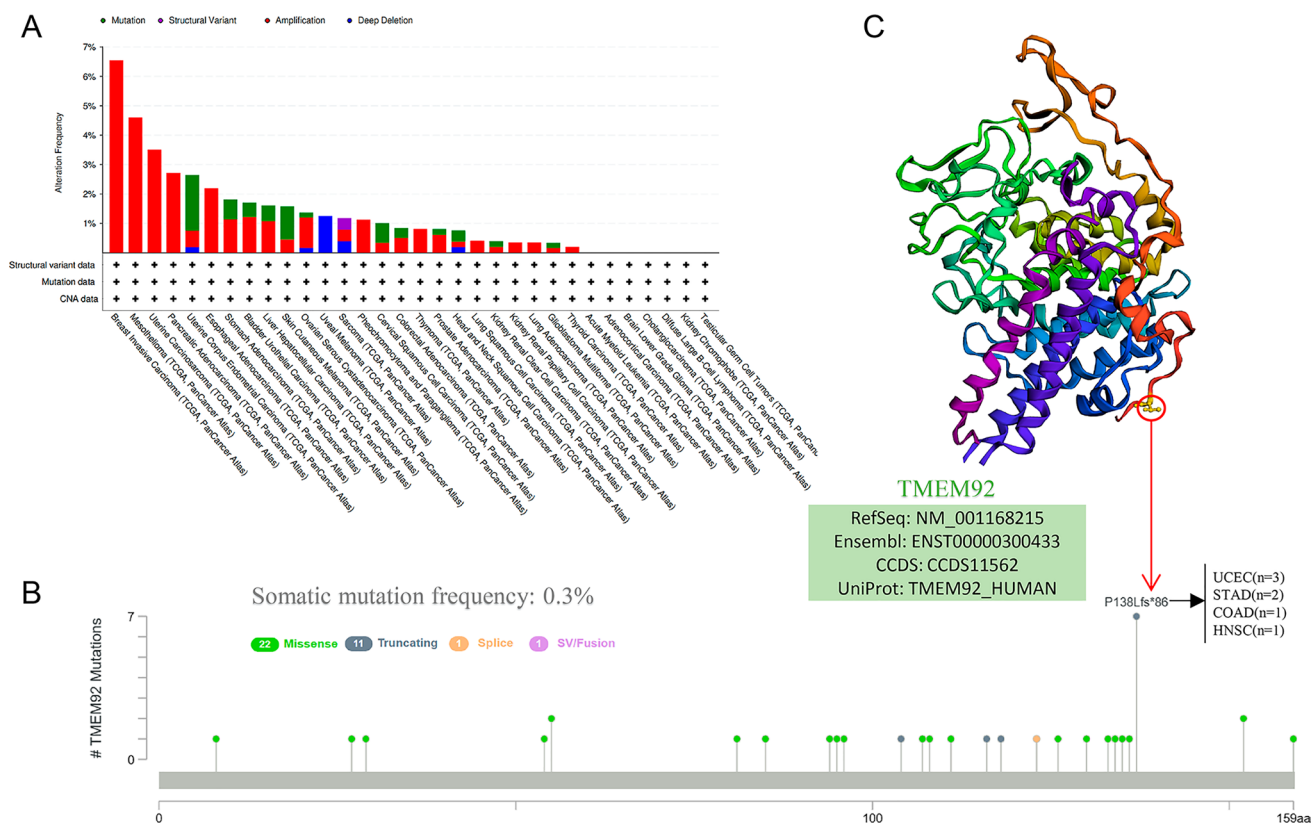 A
Mutation
Structural Variant
Amplification
Deep Deletion
Alteration Frequency
7%
6%
5%
4%
3%
2%
1%
Structural variant data
Mutation data
CNA data
Breast Invasive Carcinoma (TCGA, PanCancer Atlas)
Mesothelioma (TCGA, PanCancer Atlas)
Uterine Carcinosarcoma (TCGA, PanCancer Atlas)
Pancreatic Adenocarcinoma (TCGA, PanCancer Atlas)
Uterine Corpus Endometrial Carcinoma (TCGA, PanCancer Atlas)
Esophageal Adenocarcinoma (TCGA, PanCancer Atlas)
Stomach Adenocarcinoma (TCGA, PanCancer Atlas)
Bladder Urothelial Carcinoma (TCGA, PanCancer Atlas)
Liver Hepatocellular Carcinoma (TCGA, PanCancer Atlas)
Skin Cutaneous Melanoma (TCGA, PanCancer Atlas)
Ovarian Serous Cystadenocarcinoma (TCGA, PanCancer Atlas)
Uveal Melanoma (TCGA, PanCancer Atlas)
Sarcoma (TCGA, PanCancer Atlas)
Pheochromocytoma and Paraganglioma (TCGA, PanCancer Atlas)
Cervical Squamous Cell Carcinoma (TCGA, PanCancer Atlas)
Colorectal Adenocarcinoma (TCGA, PanCancer Atlas)
Thymoma (TCGA, PanCancer Atlas)
Prostate Adenocarcinoma (TCGA, PanCancer Atlas)
Head and Neck Squamous Cell Carcinoma (TCGA, PanCancer Atlas)
Lung Squamous Cell Carcinoma (TCGA, PanCancer Atlas)
Kidney Renal Clear Cell Carcinoma (TCGA, PanCancer Atlas)
Kidney Renal Papillary Cell Carcinoma (TCGA, PanCancer Atlas)
Lung Adenocarcinoma (TCGA, PanCancer Atlas)
Glioblastoma Multiforme (TCGA, PanCancer Atlas)
Thyroid Carcinoma (TCGA, PanCancer Atlas)
Acute Myeloid Leukemia (TCGA, PanCancer Atlas)
Adrenocortical Carcinoma (TCGA, PanCancer Atlas)
Brain Lower Grade Glioma (TCGA, PanCancer Atlas)
Cholangiocarcinoma (TCGA, PanCancer Atlas)
Diffuse Large B-Cell Lymphoma (TCGA, PanCancer Atlas)
Kidney Chromophobe (TCGA, PanCancer Atlas)
Testicular Germ Cell Tumors (TCGA, PanCan
C
TMEM92
RefSeq: NM_001168215
Ensembl: ENST00000300433
CCDS: CCDS11562
UniProt: TMEM92_HUMAN
P138Lfs*86
UCEC(n=3)
STAD(n=2)
COAD(n=1)
HNSC(n=1)
B
Somatic mutation frequency: 0.3%
22 Missense
11 Truncating
1 Splice
1 SV/Fusion
# TMEM92 Mutations
7
0
0
100
159aa